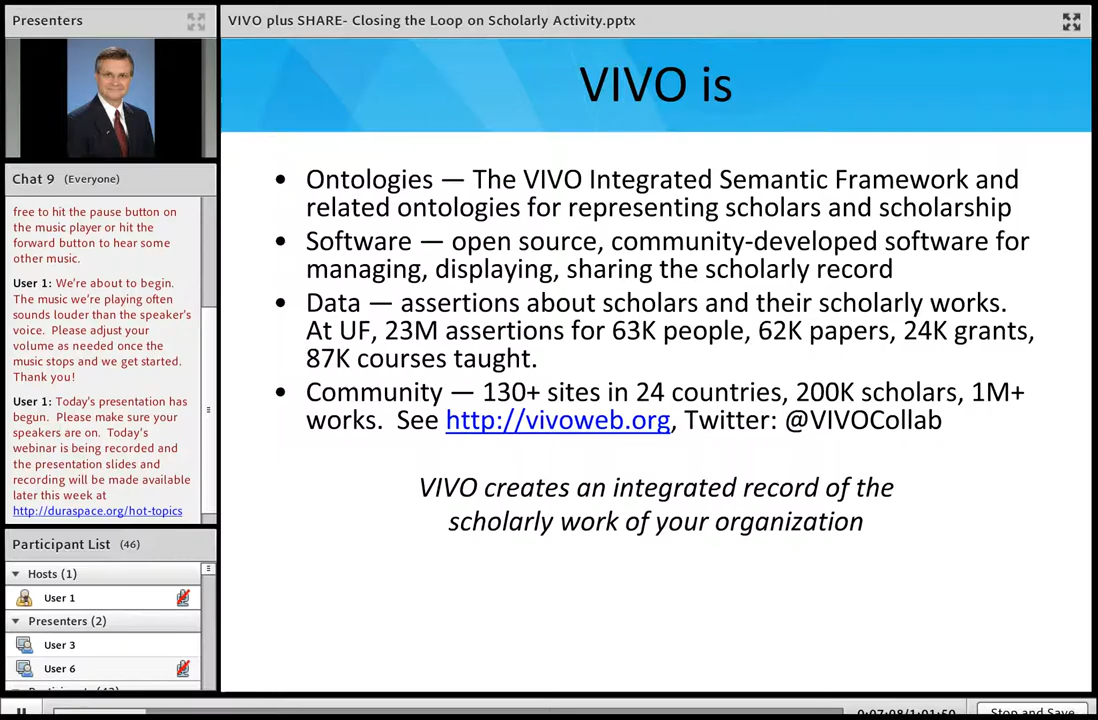 Presenters
VIVO plus SHARE- Closing the Loop on Scholarly Activity.pptx
Chat 9 (Everyone)
free to hit the pause button on
the music player or hit the
forward button to hear some
other music.
User 1: We're about to begin.
The music we're playing often
sounds louder than the speaker's
voice. Please adjust your
volume as needed once the
music stops and we get started.
Thank you!
User 1: Today's presentation has
begun. Please make sure your
speakers are on. Today's
webinar is being recorded and
the presentation slides and
recording will be made available
later this week at
http://duraspace.org/hot-topics
Participant List (46)
Hosts (1)
User 1
Presenters (2)
User 3
User 6
VIVO is
• Ontologies — The VIVO Integrated Semantic Framework and
related ontologies for representing scholars and scholarship
• Software — open source, community-developed software for
managing, displaying, sharing the scholarly record
• Data — assertions about scholars and their scholarly works.
At UF, 23M assertions for 63K people, 62K papers, 24K grants,
87K courses taught.
• Community — 130+ sites in 24 countries, 200K scholars, 1M+
works. See http://vivoweb.org, Twitter: @VIVOCollab
VIVO creates an integrated record of the
scholarly work of your organization
0:07:08/1:01:50
Stop and Save